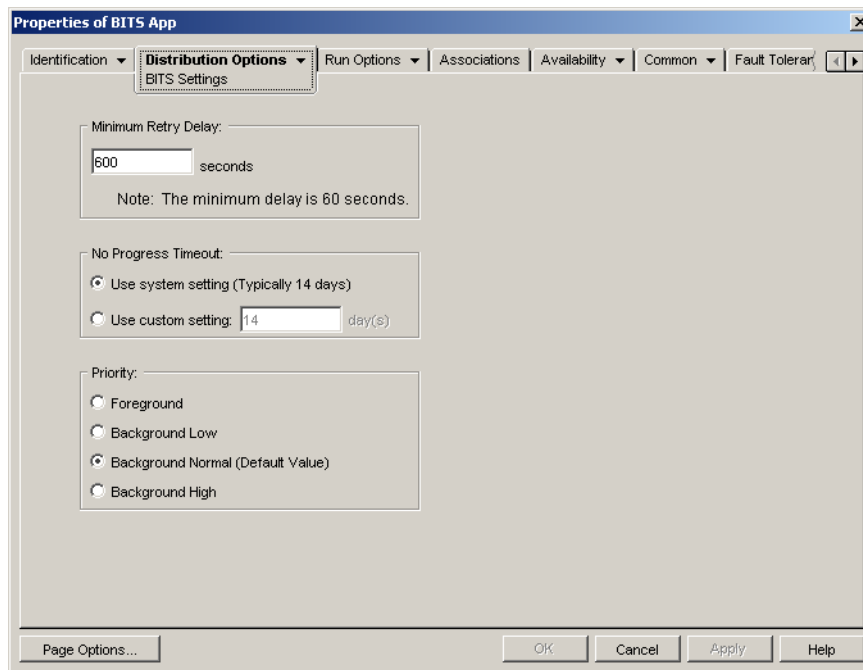 Properties of BITS App
Identification
Distribution Options
Run Options
Associations
Availability
Common
Fault Toleran
BITS Settings
Minimum Retry Delay:
600 seconds
Note: The minimum delay is 60 seconds.
No Progress Timeout:
Use system setting (Typically 14 days)
Use custom setting: 14 day(s)
Priority:
Foreground
Background Low
Background Normal (Default Value)
Background High
Page Options...
OK
Cancel
Apply
Help